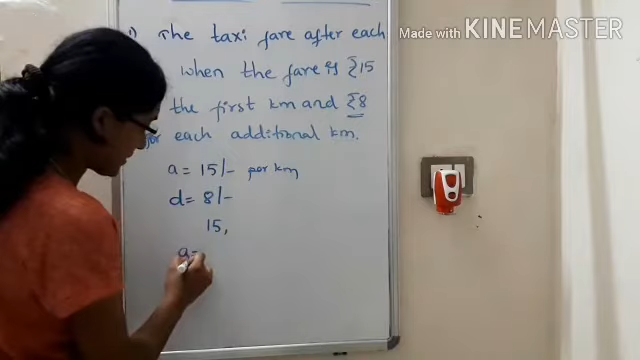 i) The taxi fare after each
when the fare is ₹15
the first km and ₹8
for each additional km.
a = 15/- per km
d = 8/-
15,
a =
Made with KINEMASTER